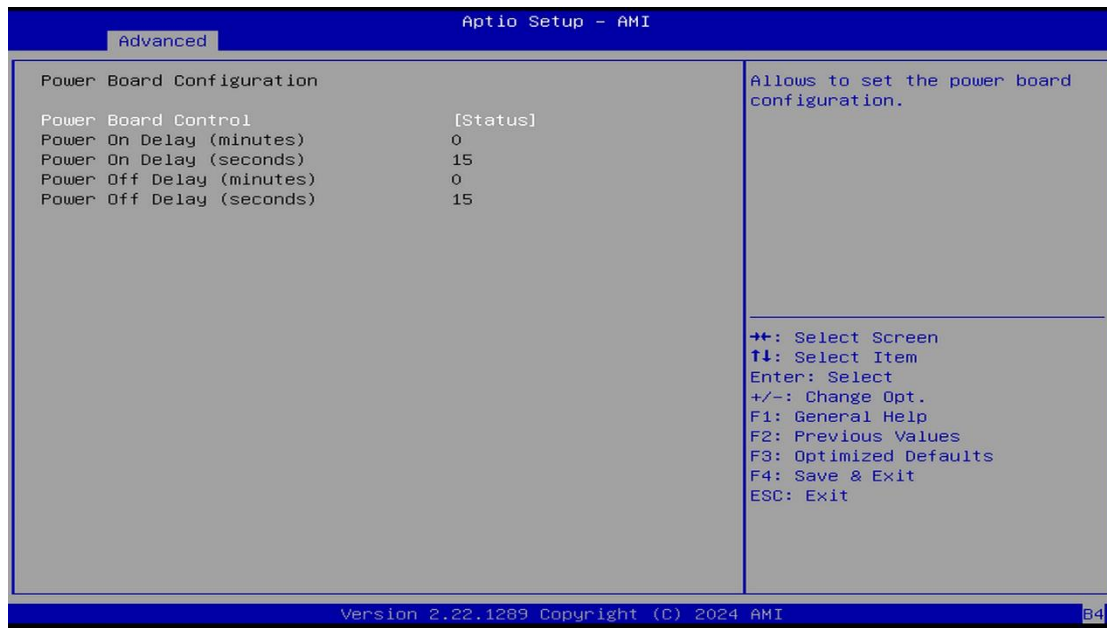 Aptio Setup – AMI
Advanced
Power Board Configuration
Power Board Control [Status]
Power On Delay (minutes) 0
Power On Delay (seconds) 15
Power Off Delay (minutes) 0
Power Off Delay (seconds) 15
Allows to set the power board
configuration.
→←: Select Screen
↑↓: Select Item
Enter: Select
+/-: Change Opt.
F1: General Help
F2: Previous Values
F3: Optimized Defaults
F4: Save & Exit
ESC: Exit
Version 2.22.1289 Copyright (C) 2024 AMI
B4